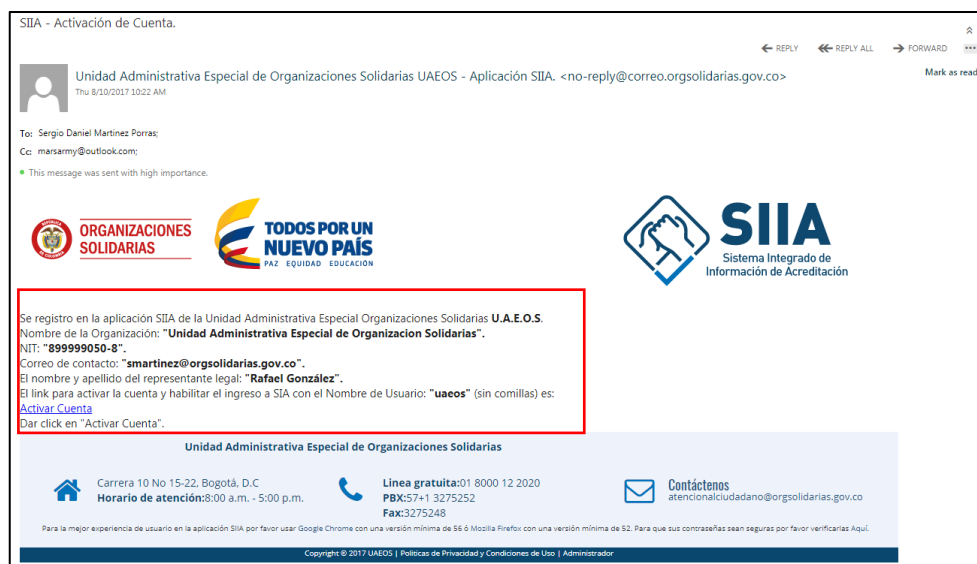 SIIA - Activación de Cuenta.
REPLY REPLY ALL FORWARD
Unidad Administrativa Especial de Organizaciones Solidarias UAEOS - Aplicación SIIA. <no-reply@correo.orgsolidarias.gov.co>
Mark as read
Thu 8/10/2017 10:22 AM
To: Sergio Daniel Martinez Porras;
Cc: marsarmy@outlook.com;
This message was sent with high importance.
ORGANIZACIONES
SOLIDARIAS
TODOS POR UN
NUEVO PAÍS
PAZ EQUIDAD EDUCACIÓN
SIIA
Sistema Integrado de
Información de Acreditación
Se registro en la aplicación SIIA de la Unidad Administrativa Especial Organizaciones Solidarias U.A.E.O.S.
Nombre de la Organización: "Unidad Administrativa Especial de Organizacion Solidarias".
NIT: "899999050-8".
Correo de contacto: "smartinez@orgsolidarias.gov.co".
El nombre y apellido del representante legal: "Rafael González".
El link para activar la cuenta y habilitar el ingreso a SIA con el Nombre de Usuario: "uaeos" (sin comillas) es:
Activar Cuenta
Dar click en "Activar Cuenta".
Unidad Administrativa Especial de Organizaciones Solidarias
Carrera 10 No 15-22, Bogotá, D.C
Horario de atención:8:00 a.m. - 5:00 p.m.
Linea gratuita:01 8000 12 2020
PBX:57+1 3275252
Fax:3275248
Contáctenos
atencionalciudadano@orgsolidarias.gov.co
Para la mejor experiencia de usuario en la aplicación SIIA por favor usar Google Chrome con una versión mínima de 56 ó Mozilla Firefox con una versión mínima de 52. Para que sus contraseñas sean seguras por favor verificarlas Aquí.
Copyright © 2017 UAEOS | Politicas de Privacidad y Condiciones de Uso | Administrador